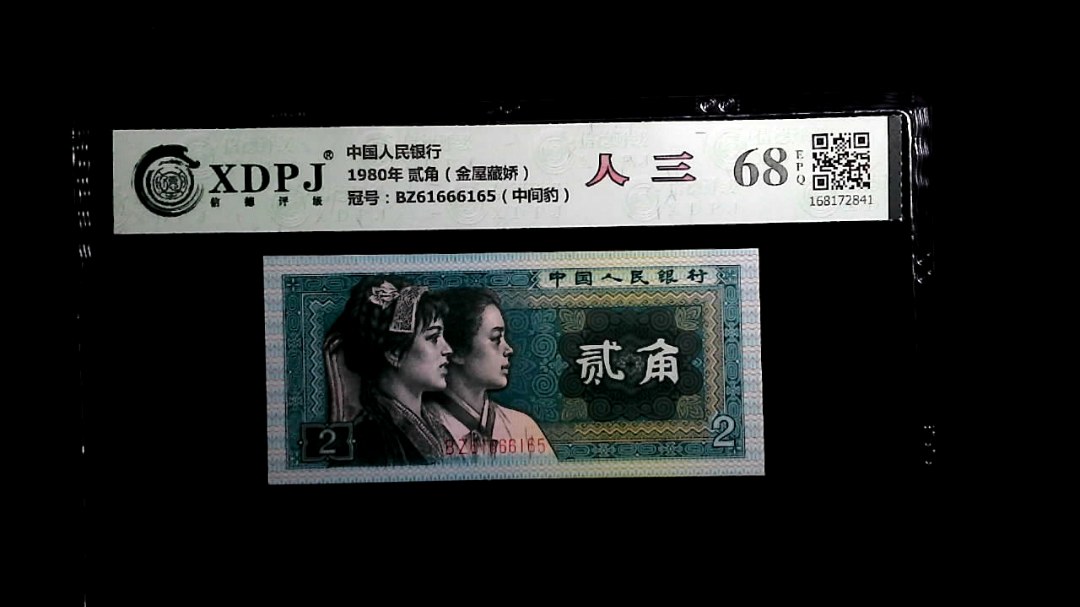 XDPJ®
信德评级
中国人民银行
1980年 贰角（金屋藏娇）
冠号：BZ61666165（中间豹）
人三
68
EPQ
168172841
中国人民银行
贰角
2
BZ61666165
2